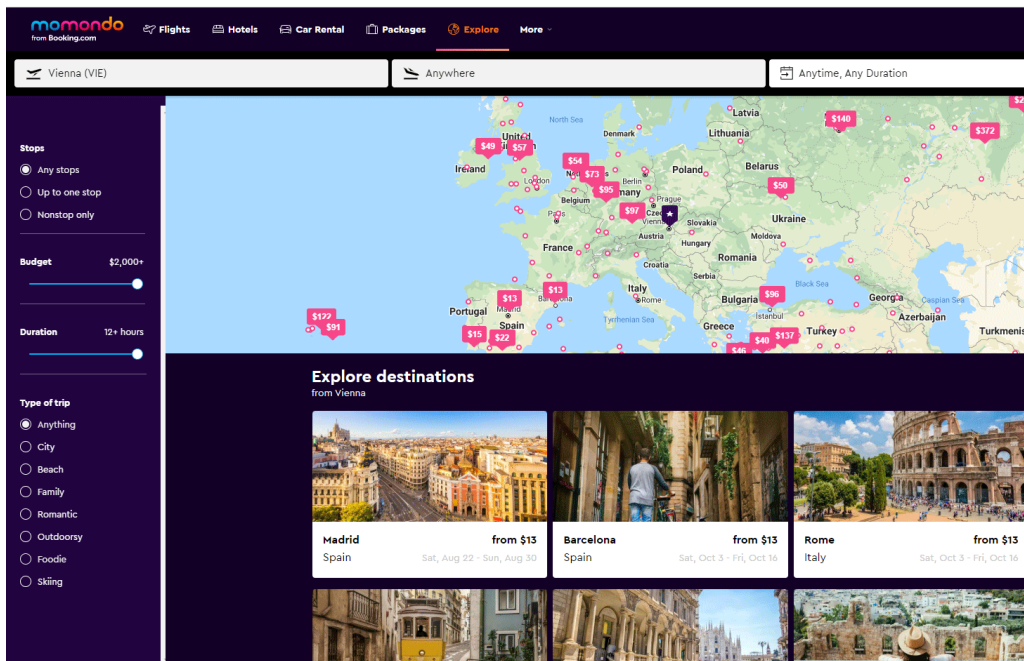 momondo
from Booking.com
Flights
Hotels
Car Rental
Packages
Explore
More
Vienna (VIE)
Anywhere
Anytime, Any Duration
Stops
Any stops
Up to one stop
Nonstop only
Budget $2,000+
Duration 12+ hours
Type of trip
Anything
City
Beach
Family
Romantic
Outdoorsy
Foodie
Skiing
North Sea
Denmark
Latvia
Lithuania
$140
$372
United
$49
$57
Ireland
London
$54
$73
$95
Berlin
Poland
Belarus
$50
Belgium
Prague
$97
Paris
Slovakia
Ukraine
Austria
Hungary
Moldova
France
Croatia
Romania
Serbia
Italy
Rome
Black Sea
Georgia
Caspian Sea
$13
$13
Madrid
Portugal
Spain
Bulgaria
$96
Istanbul
Azerbaijan
$122
$91
$15
$22
Tyrrhenian Sea
Greece
Turkey
$46
$40
$137
Turkmenis
Explore destinations
from Vienna
Madrid from $13
Spain Sat, Aug 22 - Sun, Aug 30
Barcelona from $13
Spain Sat, Oct 3 - Fri, Oct 16
Rome from $13
Italy Sat, Oct 3 - Fri, Oct 16